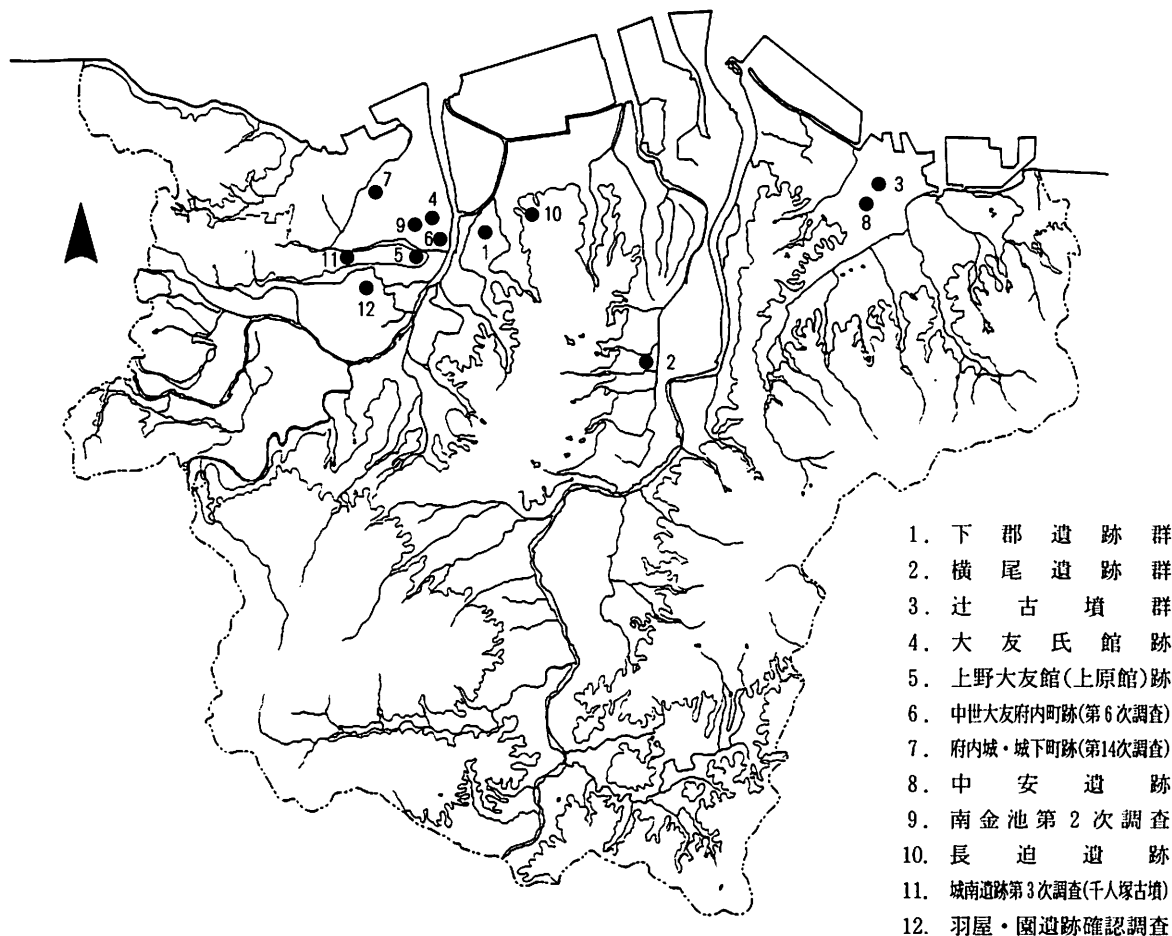 7
4
3
9
10
8
6
1
11
5
12
2
1. 下郡遺跡群
2. 横尾遺跡群
3. 辻古墳群
4. 大友氏館跡
5. 上野大友館(上原館)跡
6. 中世大友府内町跡(第6次調査)
7. 府内城・城下町跡(第14次調査)
8. 中安遺跡
9. 南金池第2次調査
10. 長迫遺跡
11. 城南遺跡第3次調査(千人塚古墳)
12. 羽屋・園遺跡確認調査